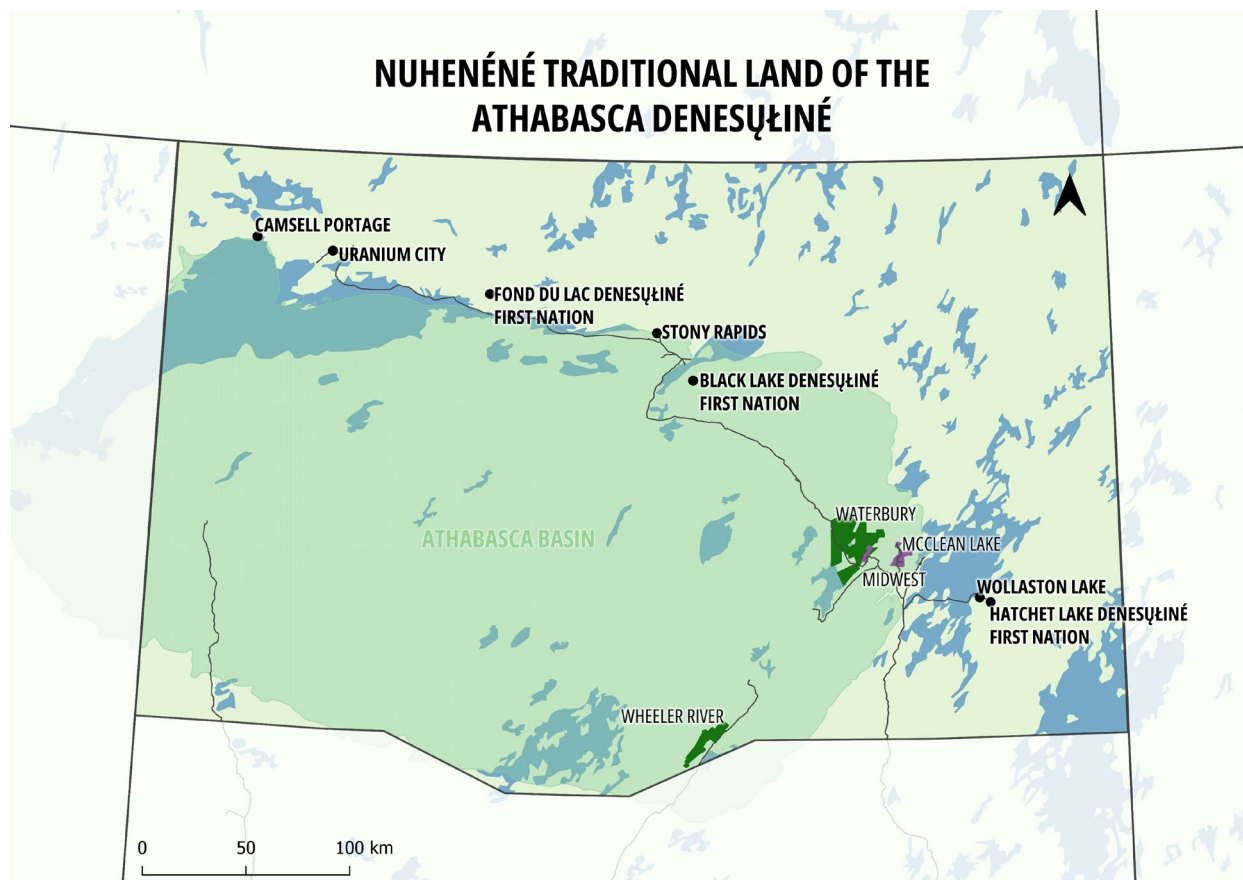 NUHENÉNÉ TRADITIONAL LAND OF THE
ATHABASCA DENESŲŁINÉ
CAMSELL PORTAGE
URANIUM CITY
FOND DU LAC DENESŲŁINÉ
FIRST NATION
STONY RAPIDS
BLACK LAKE DENESŲŁINÉ
FIRST NATION
WATERBURY
ATHABASCA BASIN
MCCLEAN LAKE
MIDWEST
WOLLASTON LAKE
HATCHET LAKE DENESŲŁINÉ
FIRST NATION
WHEELER RIVER
0 50 100 km